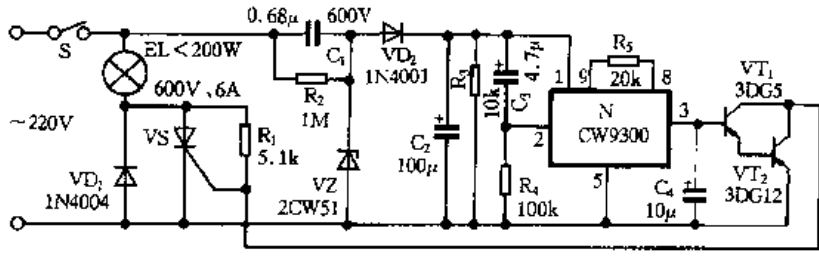 0.68μ
600V
S
EL<200W
C₁
VD₂
1N4001
R₂
1M
600V、6A
~220V
VS
R₁
5.1k
VD₁
1N4004
VZ
2CW51
C₂
100μ
R₃
10k
C₃
4.7μ
R₄
100k
1
9
R₅
20k
8
N
CW9300
2
3
5
VT₁
3DG5
VT₂
3DG12
C₄
10μ